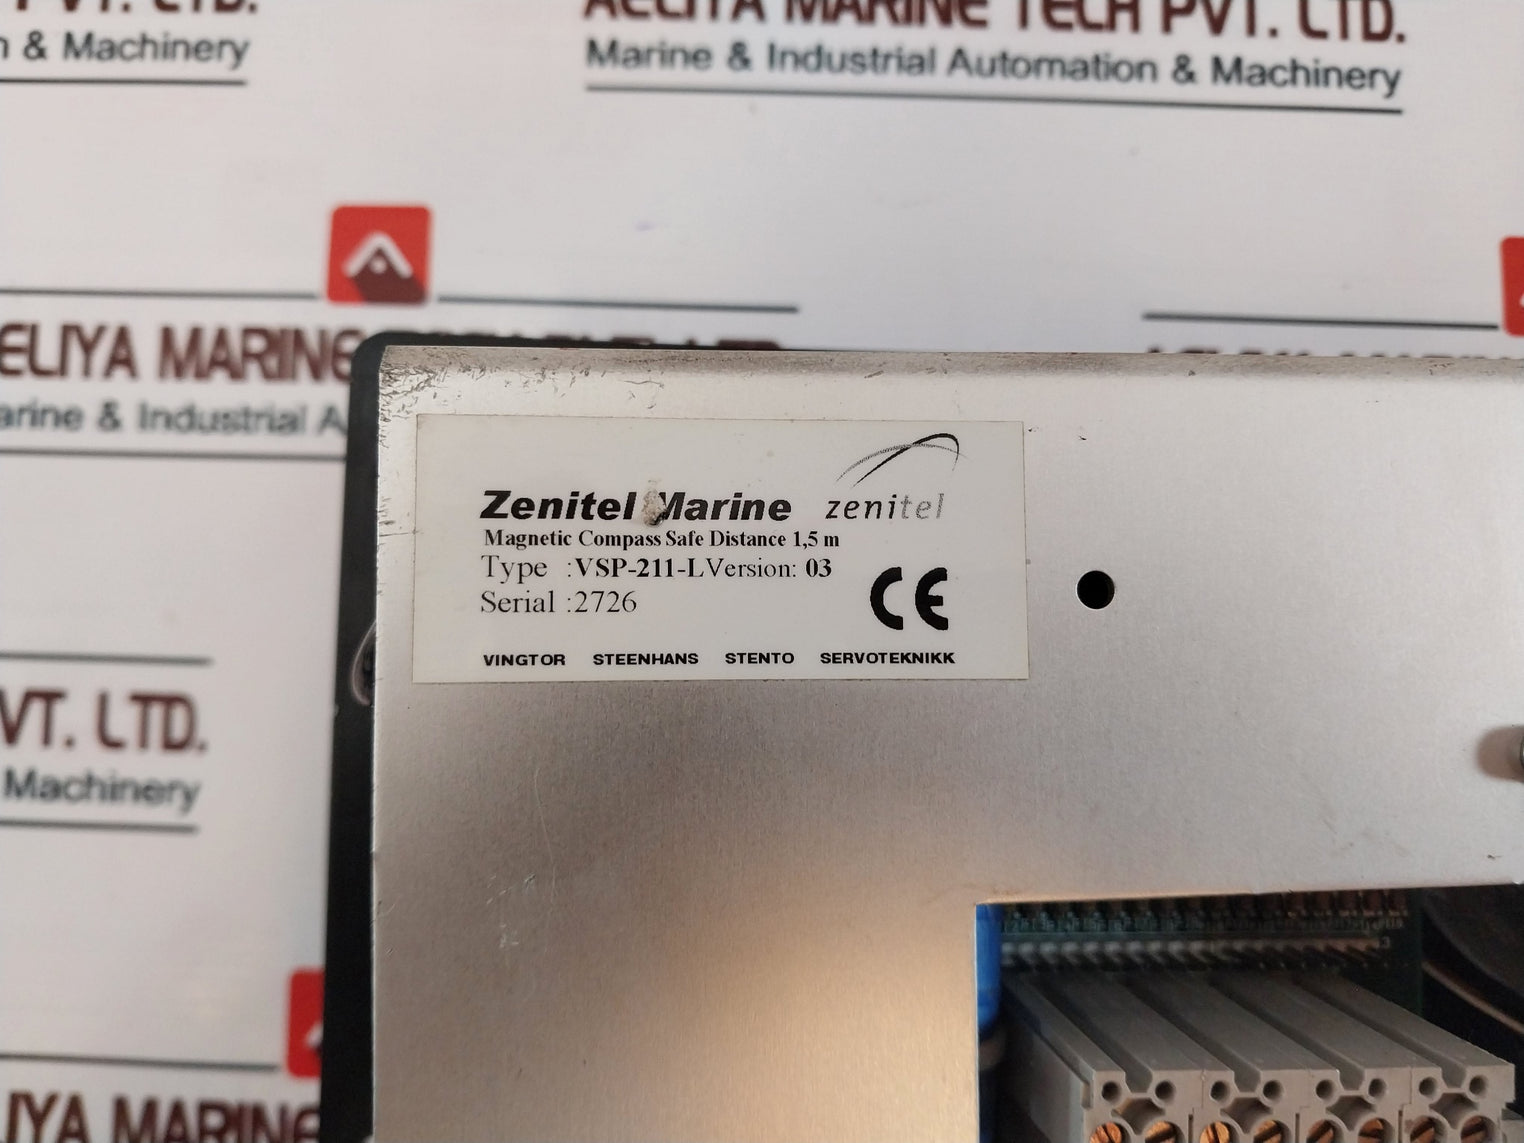 AELIYA MARINE TECH PVT. LTD.
& Machinery
Marine & Industrial Automation & Machinery
ELIYA MARINE
arine & Industrial A
Zenitel Marine zenitel
Magnetic Compass Safe Distance 1,5 m
Type :VSP-211-LVersion: 03
Serial :2726
CE
VINGTOR STEENHANS STENTO SERVOTEKNIKK
VT. LTD.
Machinery
IYA MARINE